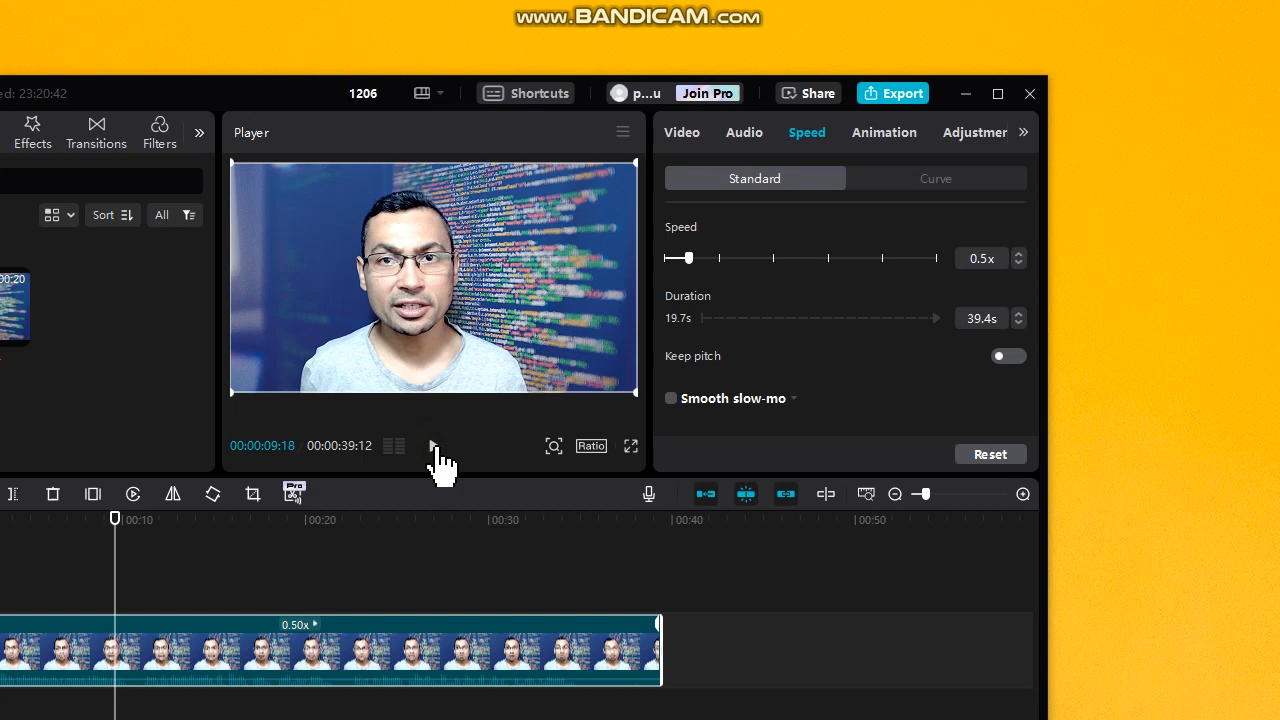 www.BANDICAM.com
ed: 23:20:42
1206
Shortcuts
p...u
Join Pro
Share
Export
Effects
Transitions
Filters
Player
Video
Audio
Speed
Animation
Adjustmer
Standard
Curve
Sort
All
Speed
0.5x
00:20
Duration
19.7s
39.4s
Keep pitch
Smooth slow-mo
00:00:09:18
00:00:39:12
Ratio
Reset
Pro
00:10
00:20
00:30
00:40
00:50
0.50x